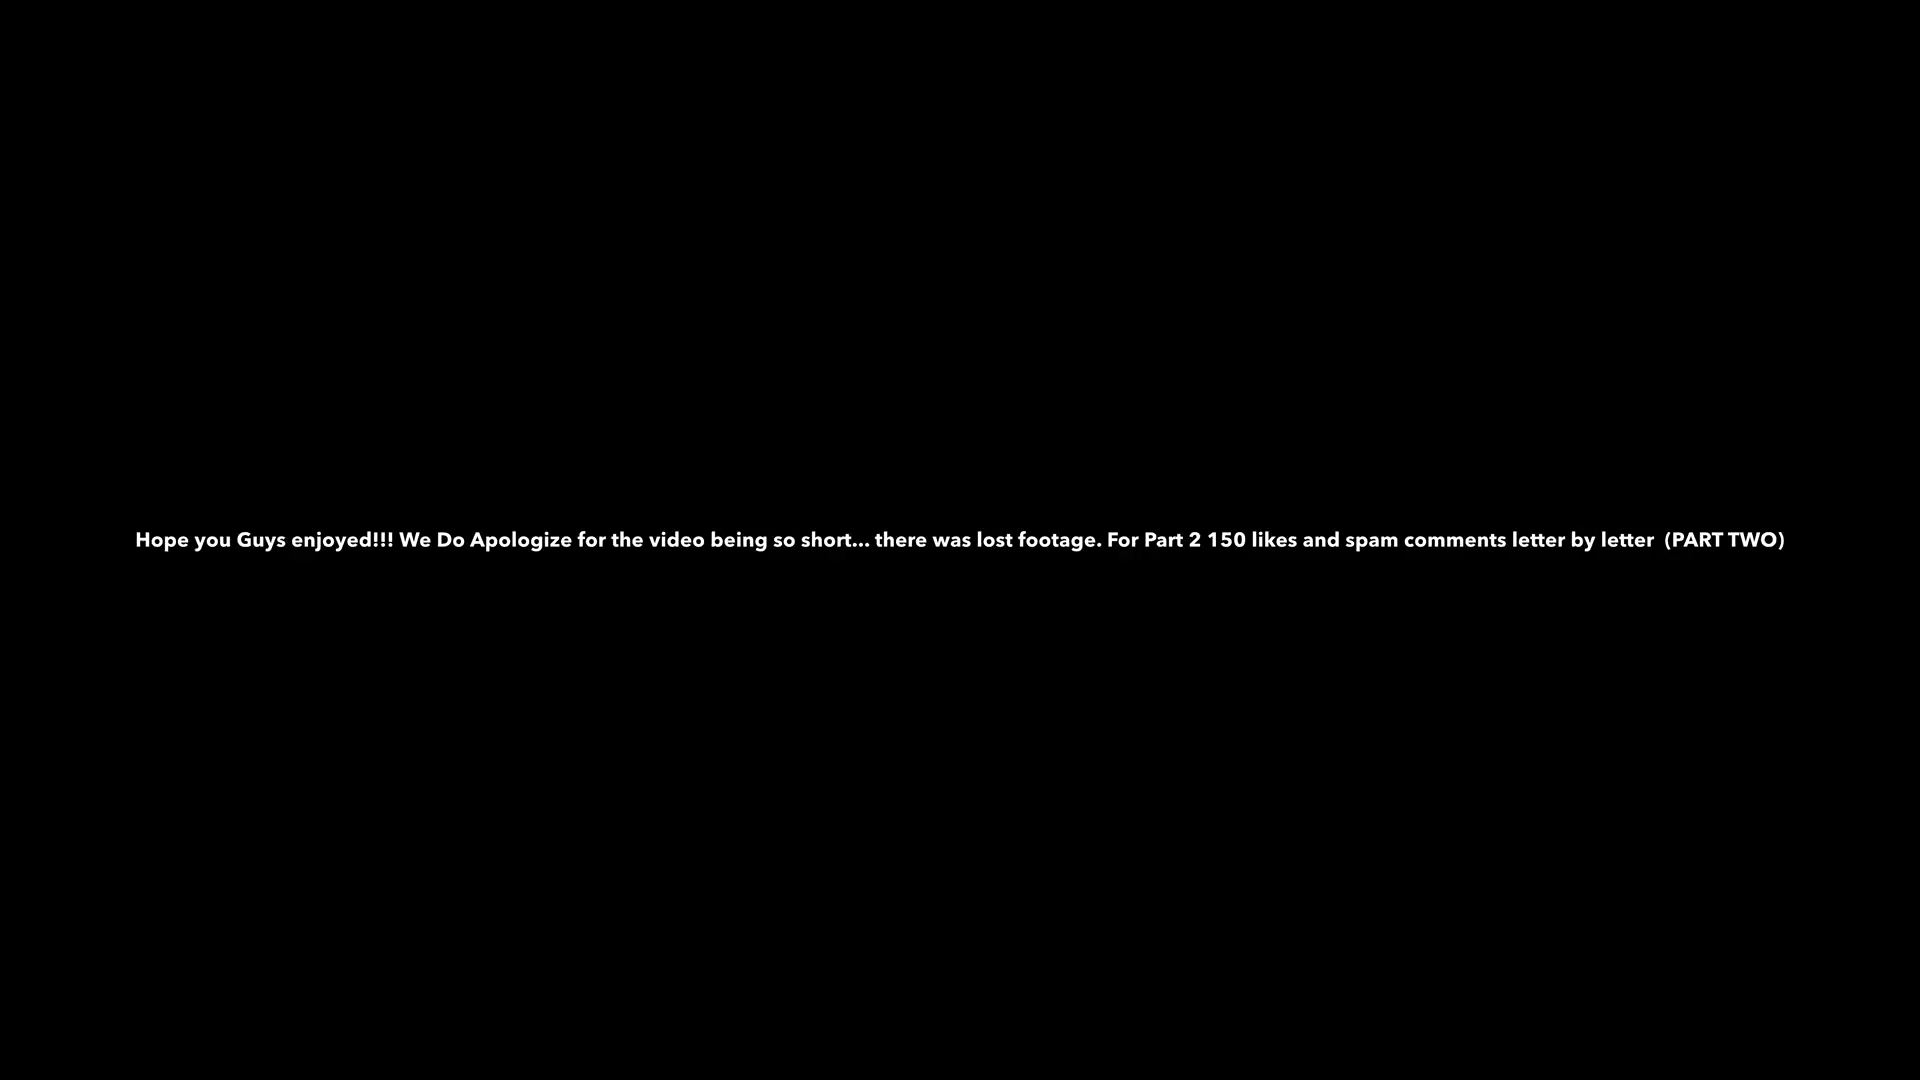 Hope you Guys enjoyed!!! We Do Apologize for the video being so short... there was lost footage. For Part 2 150 likes and spam comments letter by letter  (PART TWO)